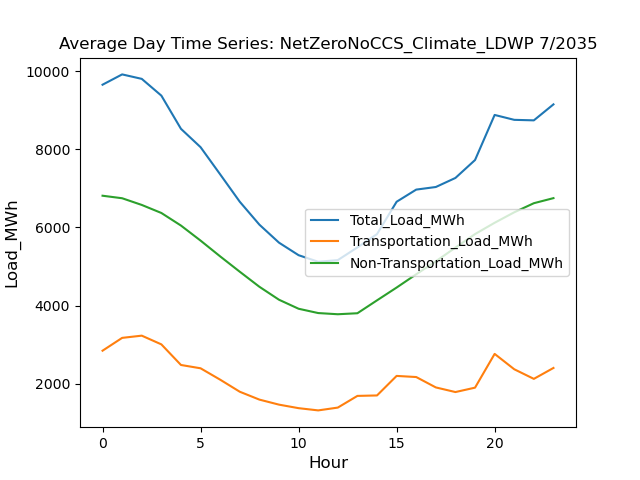 Average Day Time Series: NetZeroNoCCS_Climate_LDWP 7/2035
10000
8000
6000
4000
2000
Load_MWh
Total_Load_MWh
Transportation_Load_MWh
Non-Transportation_Load_MWh
0 5 10 15 20
Hour